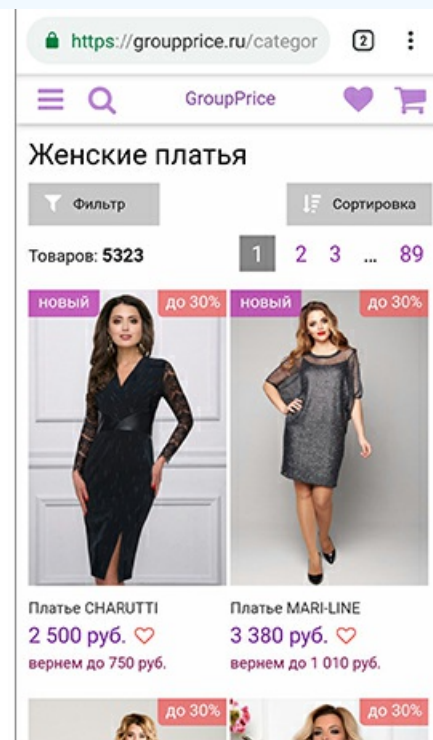 https://groupprice.ru/categor 2
GroupPrice
Женские платья
Фильтр Сортировка
Товаров: 5323 1 2 3 ... 89
новый до 30% новый до 30%
Платье CHARUTTI Платье MARI-LINE
2 500 руб. 3 380 руб.
вернем до 750 руб. вернем до 1 010 руб.
до 30% до 30%